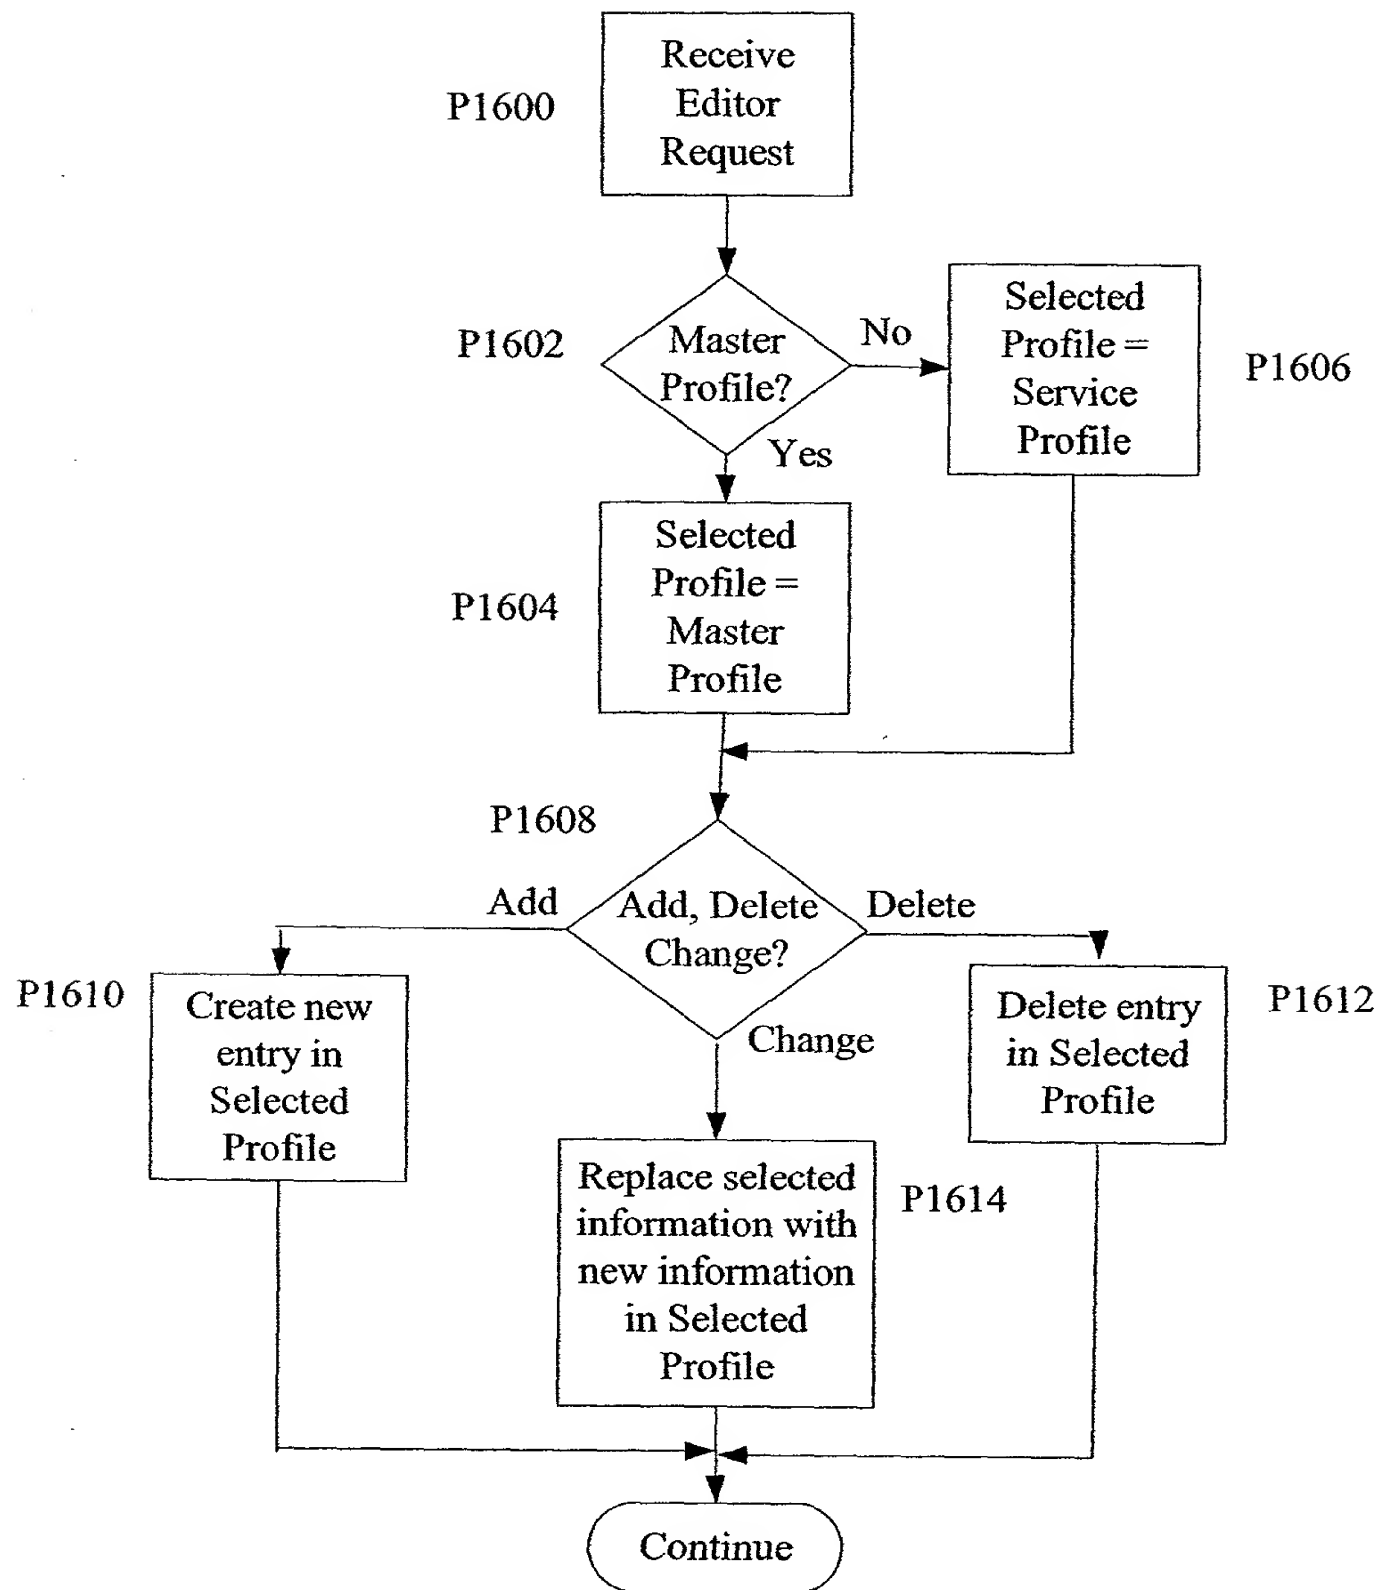 Receive
Editor
Request
P1600
P1602
Master
Profile?
No
Yes
Selected
Profile =
Service
Profile
P1606
Selected
Profile =
Master
Profile
P1604
P1608
Add
Add, Delete
Change?
Delete
Change
P1610
Create new
entry in
Selected
Profile
Delete entry
in Selected
Profile
P1612
Replace selected
information with
new information
in Selected
Profile
P1614
Continue